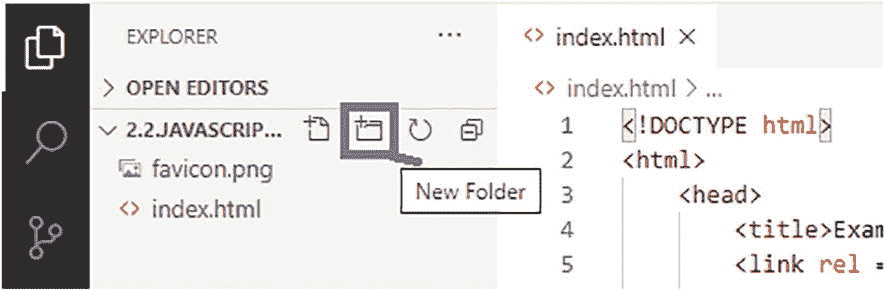 EXPLORER ...
OPEN EDITORS
2.2.JAVASCRIP...
favicon.png
index.html
New Folder
index.html
index.html > ...
1 <!DOCTYPE html>
2 <html>
3 <head>
4 <title>Exam
5 <link rel =